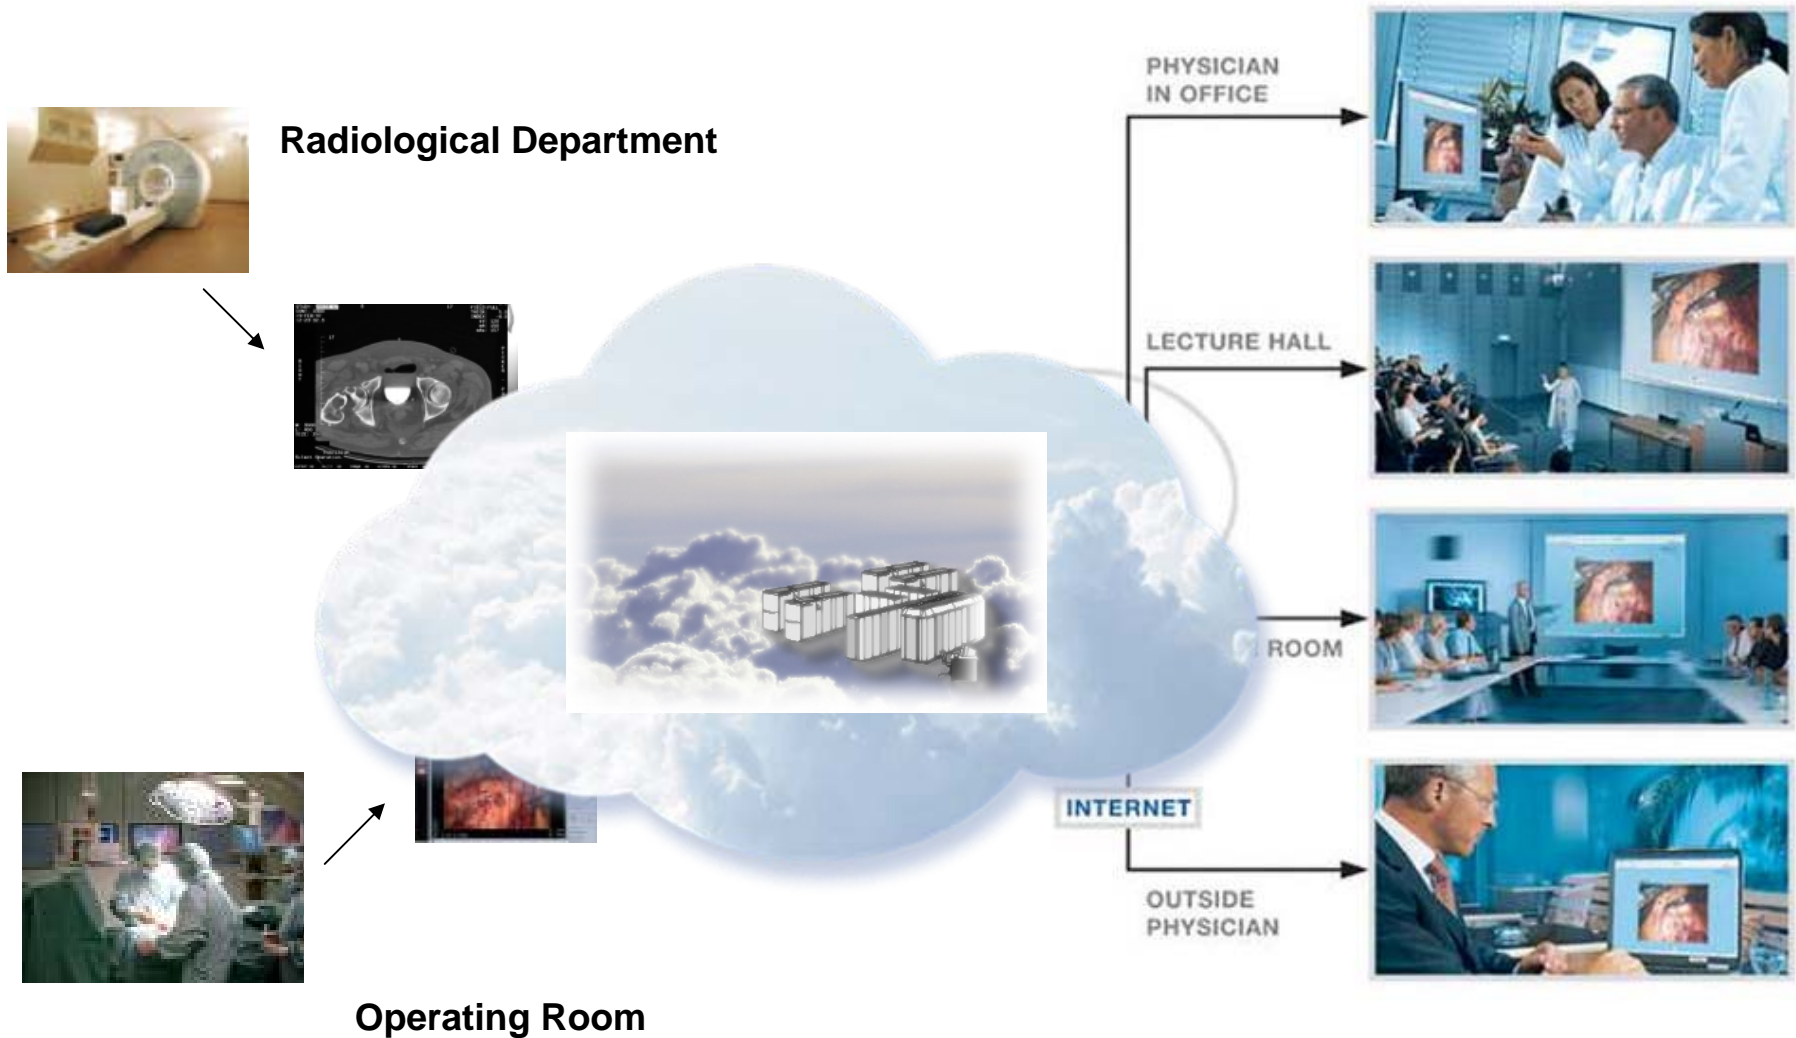 PHYSICIAN
IN OFFICE
Radiological Department
LECTURE HALL
ROOM
INTERNET
OUTSIDE
PHYSICIAN
Operating Room